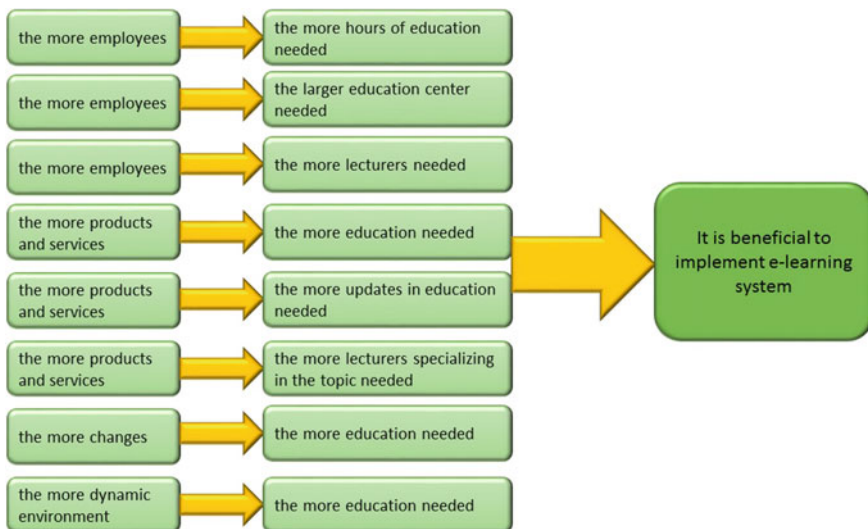 the more employees
the more hours of education
needed
the more employees
the larger education center
needed
the more employees
the more lecturers needed
the more products
and services
the more education needed
the more products
and services
the more updates in education
needed
the more products
and services
the more lecturers specializing
in the topic needed
the more changes
the more education needed
the more dynamic
environment
the more education needed
It is beneficial to
implement e-learning
system